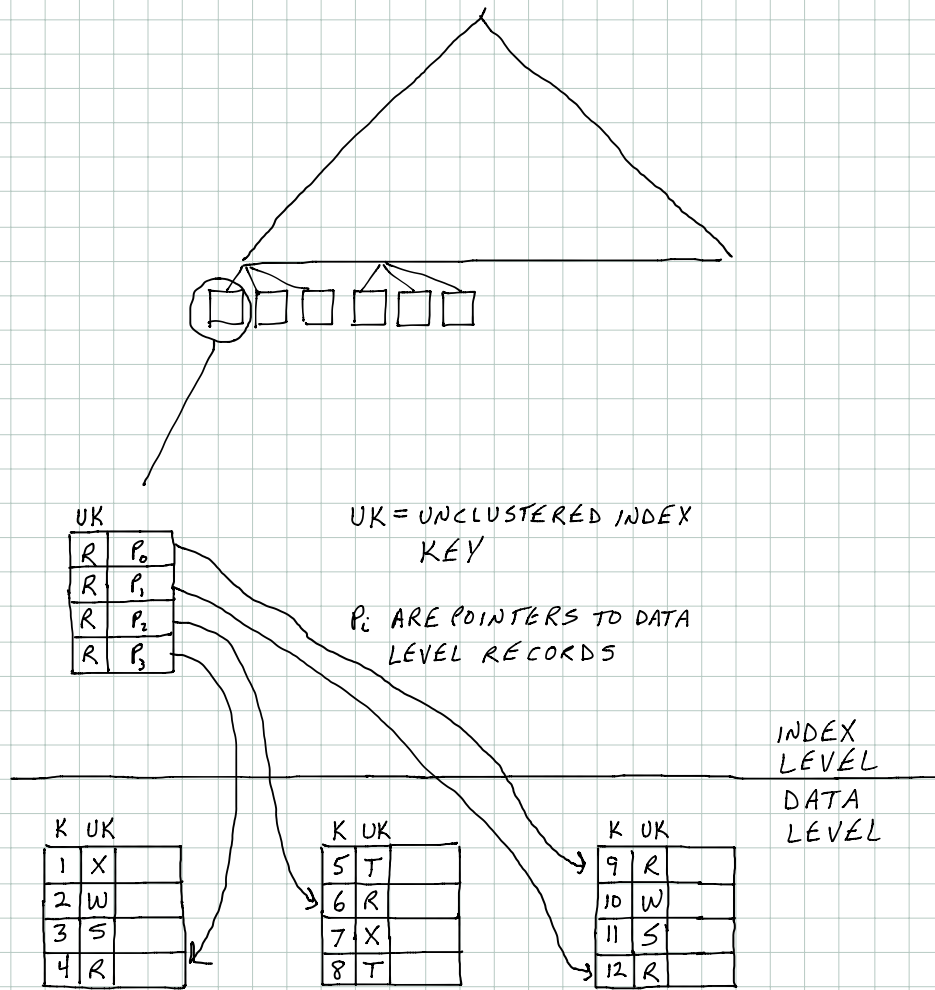 UK
R P₀
R P₁
R P₂
R P₃
UK = UNCLUSTERED INDEX
KEY
Pᵢ ARE POINTERS TO DATA
LEVEL RECORDS
INDEX
LEVEL
DATA
LEVEL
K UK
1 X
2 W
3 S
4 R
K UK
5 T
6 R
7 X
8 T
K UK
9 R
10 W
11 S
12 R